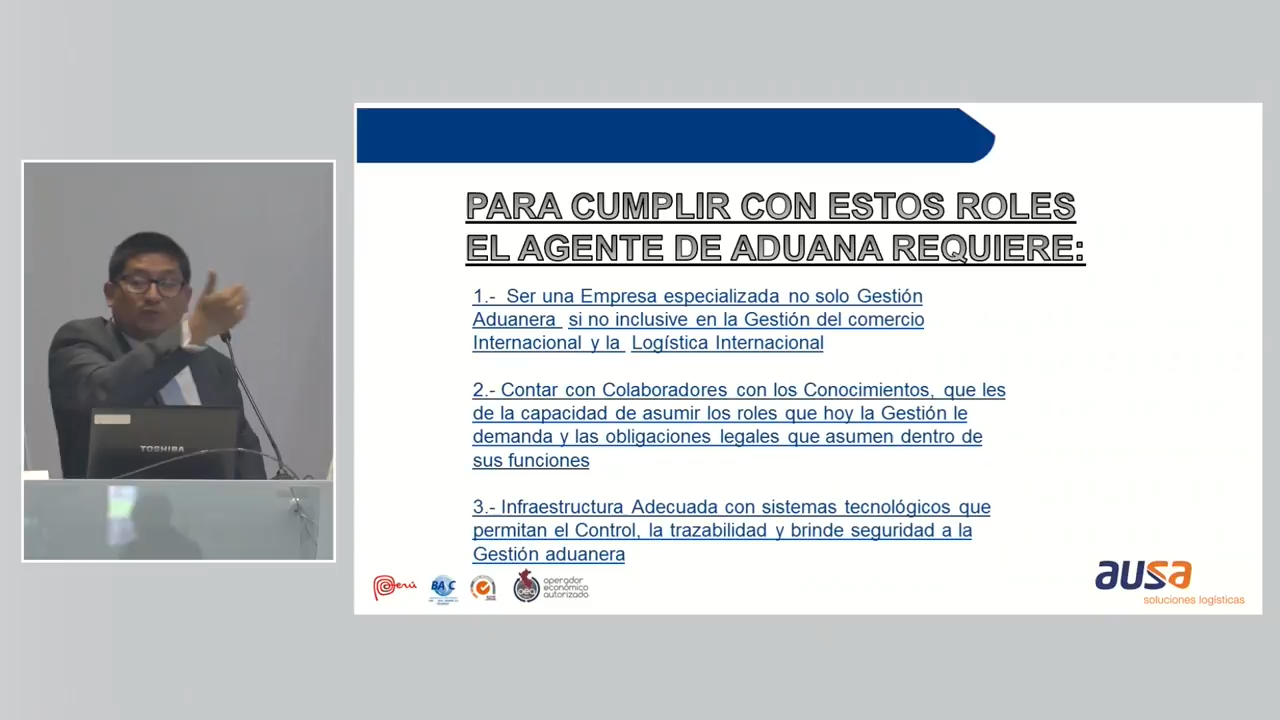 PARA CUMPLIR CON ESTOS ROLES
EL AGENTE DE ADUANA REQUIERE:
1.- Ser una Empresa especializada no solo Gestión
Aduanera si no inclusive en la Gestión del comercio
Internacional y la Logística Internacional
2.- Contar con Colaboradores con los Conocimientos, que les
de la capacidad de asumir los roles que hoy la Gestión le
demanda y las obligaciones legales que asumen dentro de
sus funciones
3.- Infraestructura Adecuada con sistemas tecnológicos que
permitan el Control, la trazabilidad y brinde seguridad a la
Gestión aduanera
TOSHIBA
Perú
BASC
oea
operador
económico
autorizado
ausa
soluciones logísticas